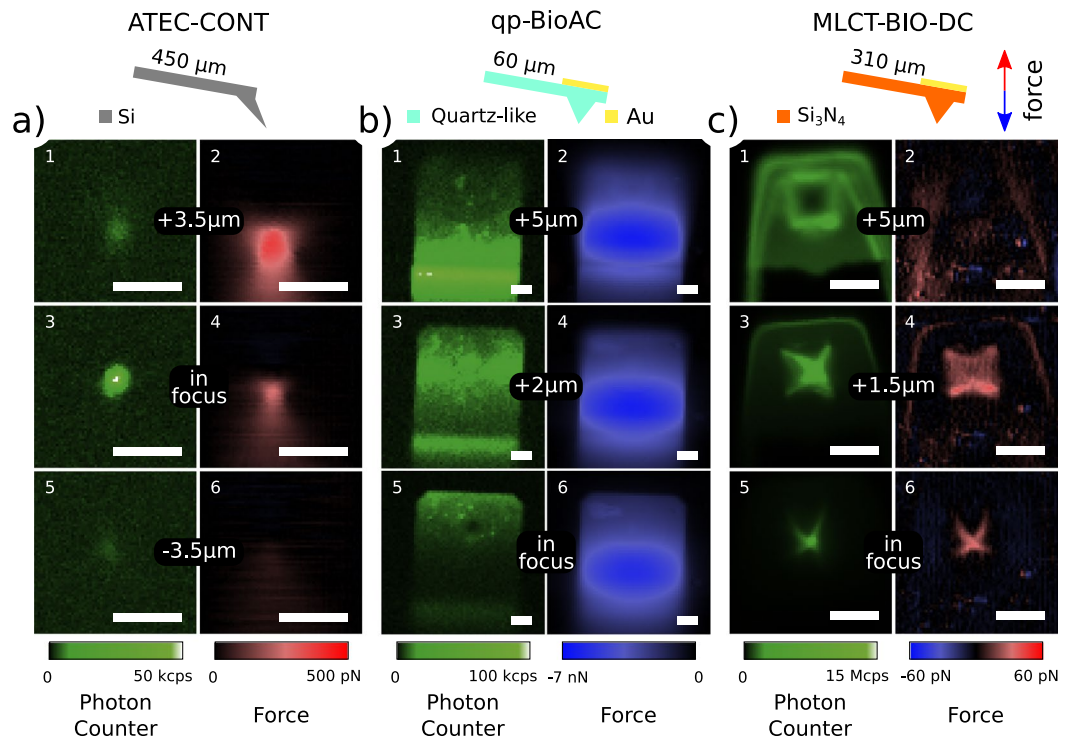 ATEC-CONT
qp-BioAC
MLCT-BIO-DC
450 µm
60 µm
310 µm
force
a)
Si
b)
Quartz-like
Au
c)
Si₃N₄
1
2
+3.5µm
3
4
in
focus
5
6
-3.5µm
1
2
+5µm
3
4
+2µm
5
6
in
focus
1
2
+5µm
3
4
+1.5µm
5
6
in
focus
0
50 kcps
Photon
Counter
500 pN
Force
0
100 kcps
Photon
Counter
-7 nN
0
Force
0
15 Mcps
Photon
Counter
-60 pN
60 pN
Force